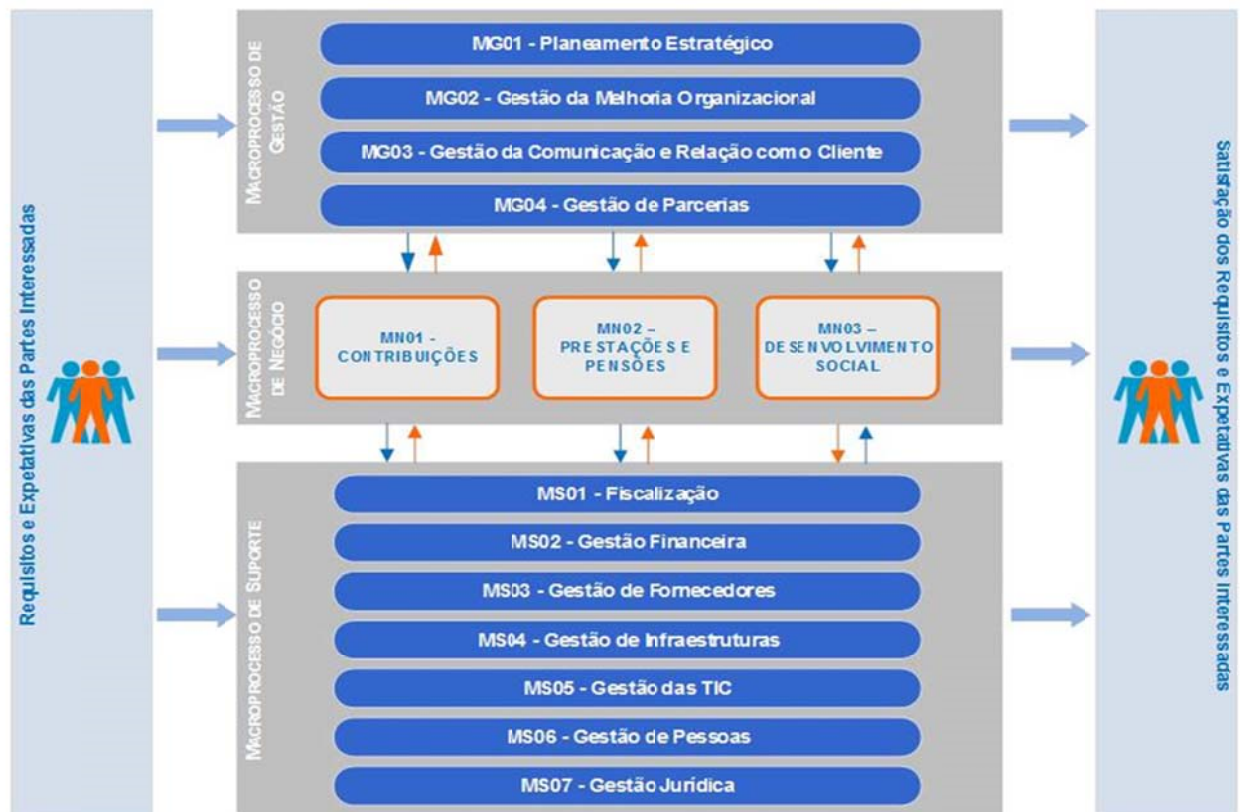 Requisitos e Expetativas das Partes Interessadas
MACROPROCESSO DE
GESTÃO
MG01 - Planeamento Estratégico
MG02 - Gestão da Melhoria Organizacional
MG03 - Gestão da Comunicação e Relação como Cliente
MG04 - Gestão de Parcerias
MACROPROCESSO
DE NEGÓCIO
MN01 -
CONTRIBUIÇÕES
MN02 –
PRESTAÇÕES E
PENSÕES
MN03 –
DESENVOLVIMENTO
SOCIAL
MACROPROCESSO DE SUPORTE
MS01 - Fiscalização
MS02 - Gestão Financeira
MS03 - Gestão de Fornecedores
MS04 - Gestão de Infraestruturas
MS05 - Gestão das TIC
MS06 - Gestão de Pessoas
MS07 - Gestão Jurídica
Satisfação dos Requisitos e Expetativas das Partes Interessadas